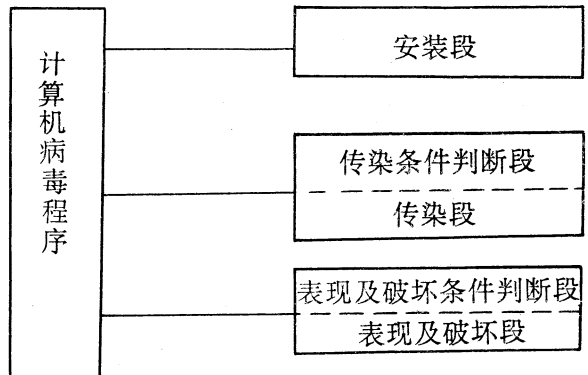 计算机病毒程序
安装段
传染条件判断段
传染段
表现及破坏条件判断段
表现及破坏段